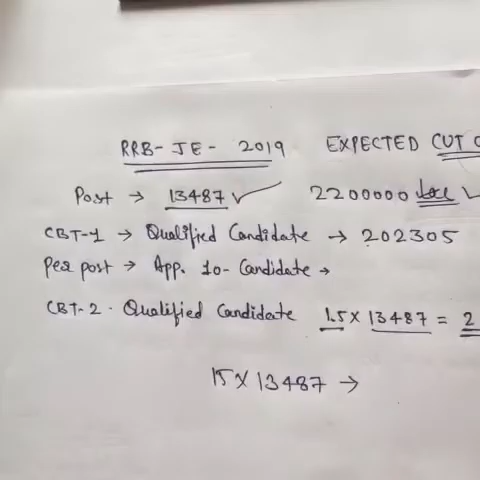 RRB-JE- 2019 EXPECTED CUT
Post → 13487 ✓ 2200000
CBT-1 → Qualified Candidate → 202305
Per post → App. 10- Candidate →
CBT-2 . Qualified Candidate 1.5 X 13487 = 2
15 X 13487 →